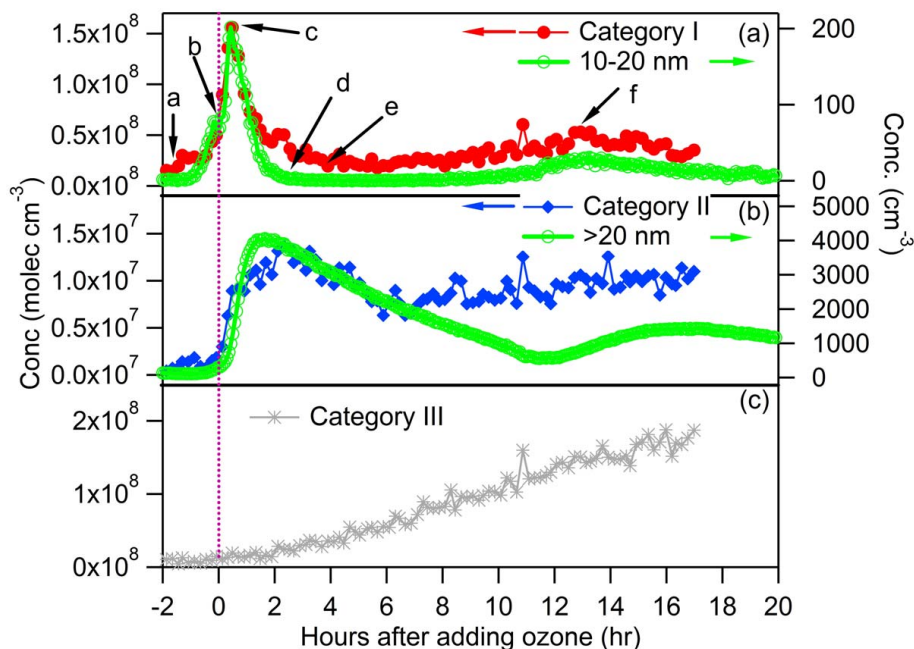 1.5x10⁸
1.0x10⁸
0.5x10⁸
0.0x10⁸
200
100
0
a
b
c
d
e
f
Category I
10-20 nm
(a)
1.5x10⁷
1.0x10⁷
0.5x10⁷
0.0x10⁷
5000
4000
3000
2000
1000
0
Category II
>20 nm
(b)
Conc (molec cm⁻³)
Conc. (cm⁻³)
2x10⁸
1x10⁸
0x10⁸
Category III
(c)
-2 0 2 4 6 8 10 12 14 16 18 20
Hours after adding ozone (hr)